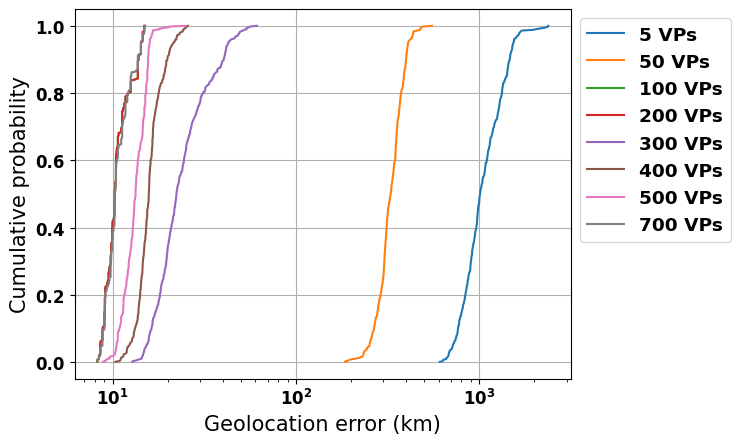 Cumulative probability
1.0
0.8
0.6
0.4
0.2
0.0
10¹
10²
10³
Geolocation error (km)
5 VPs
50 VPs
100 VPs
200 VPs
300 VPs
400 VPs
500 VPs
700 VPs